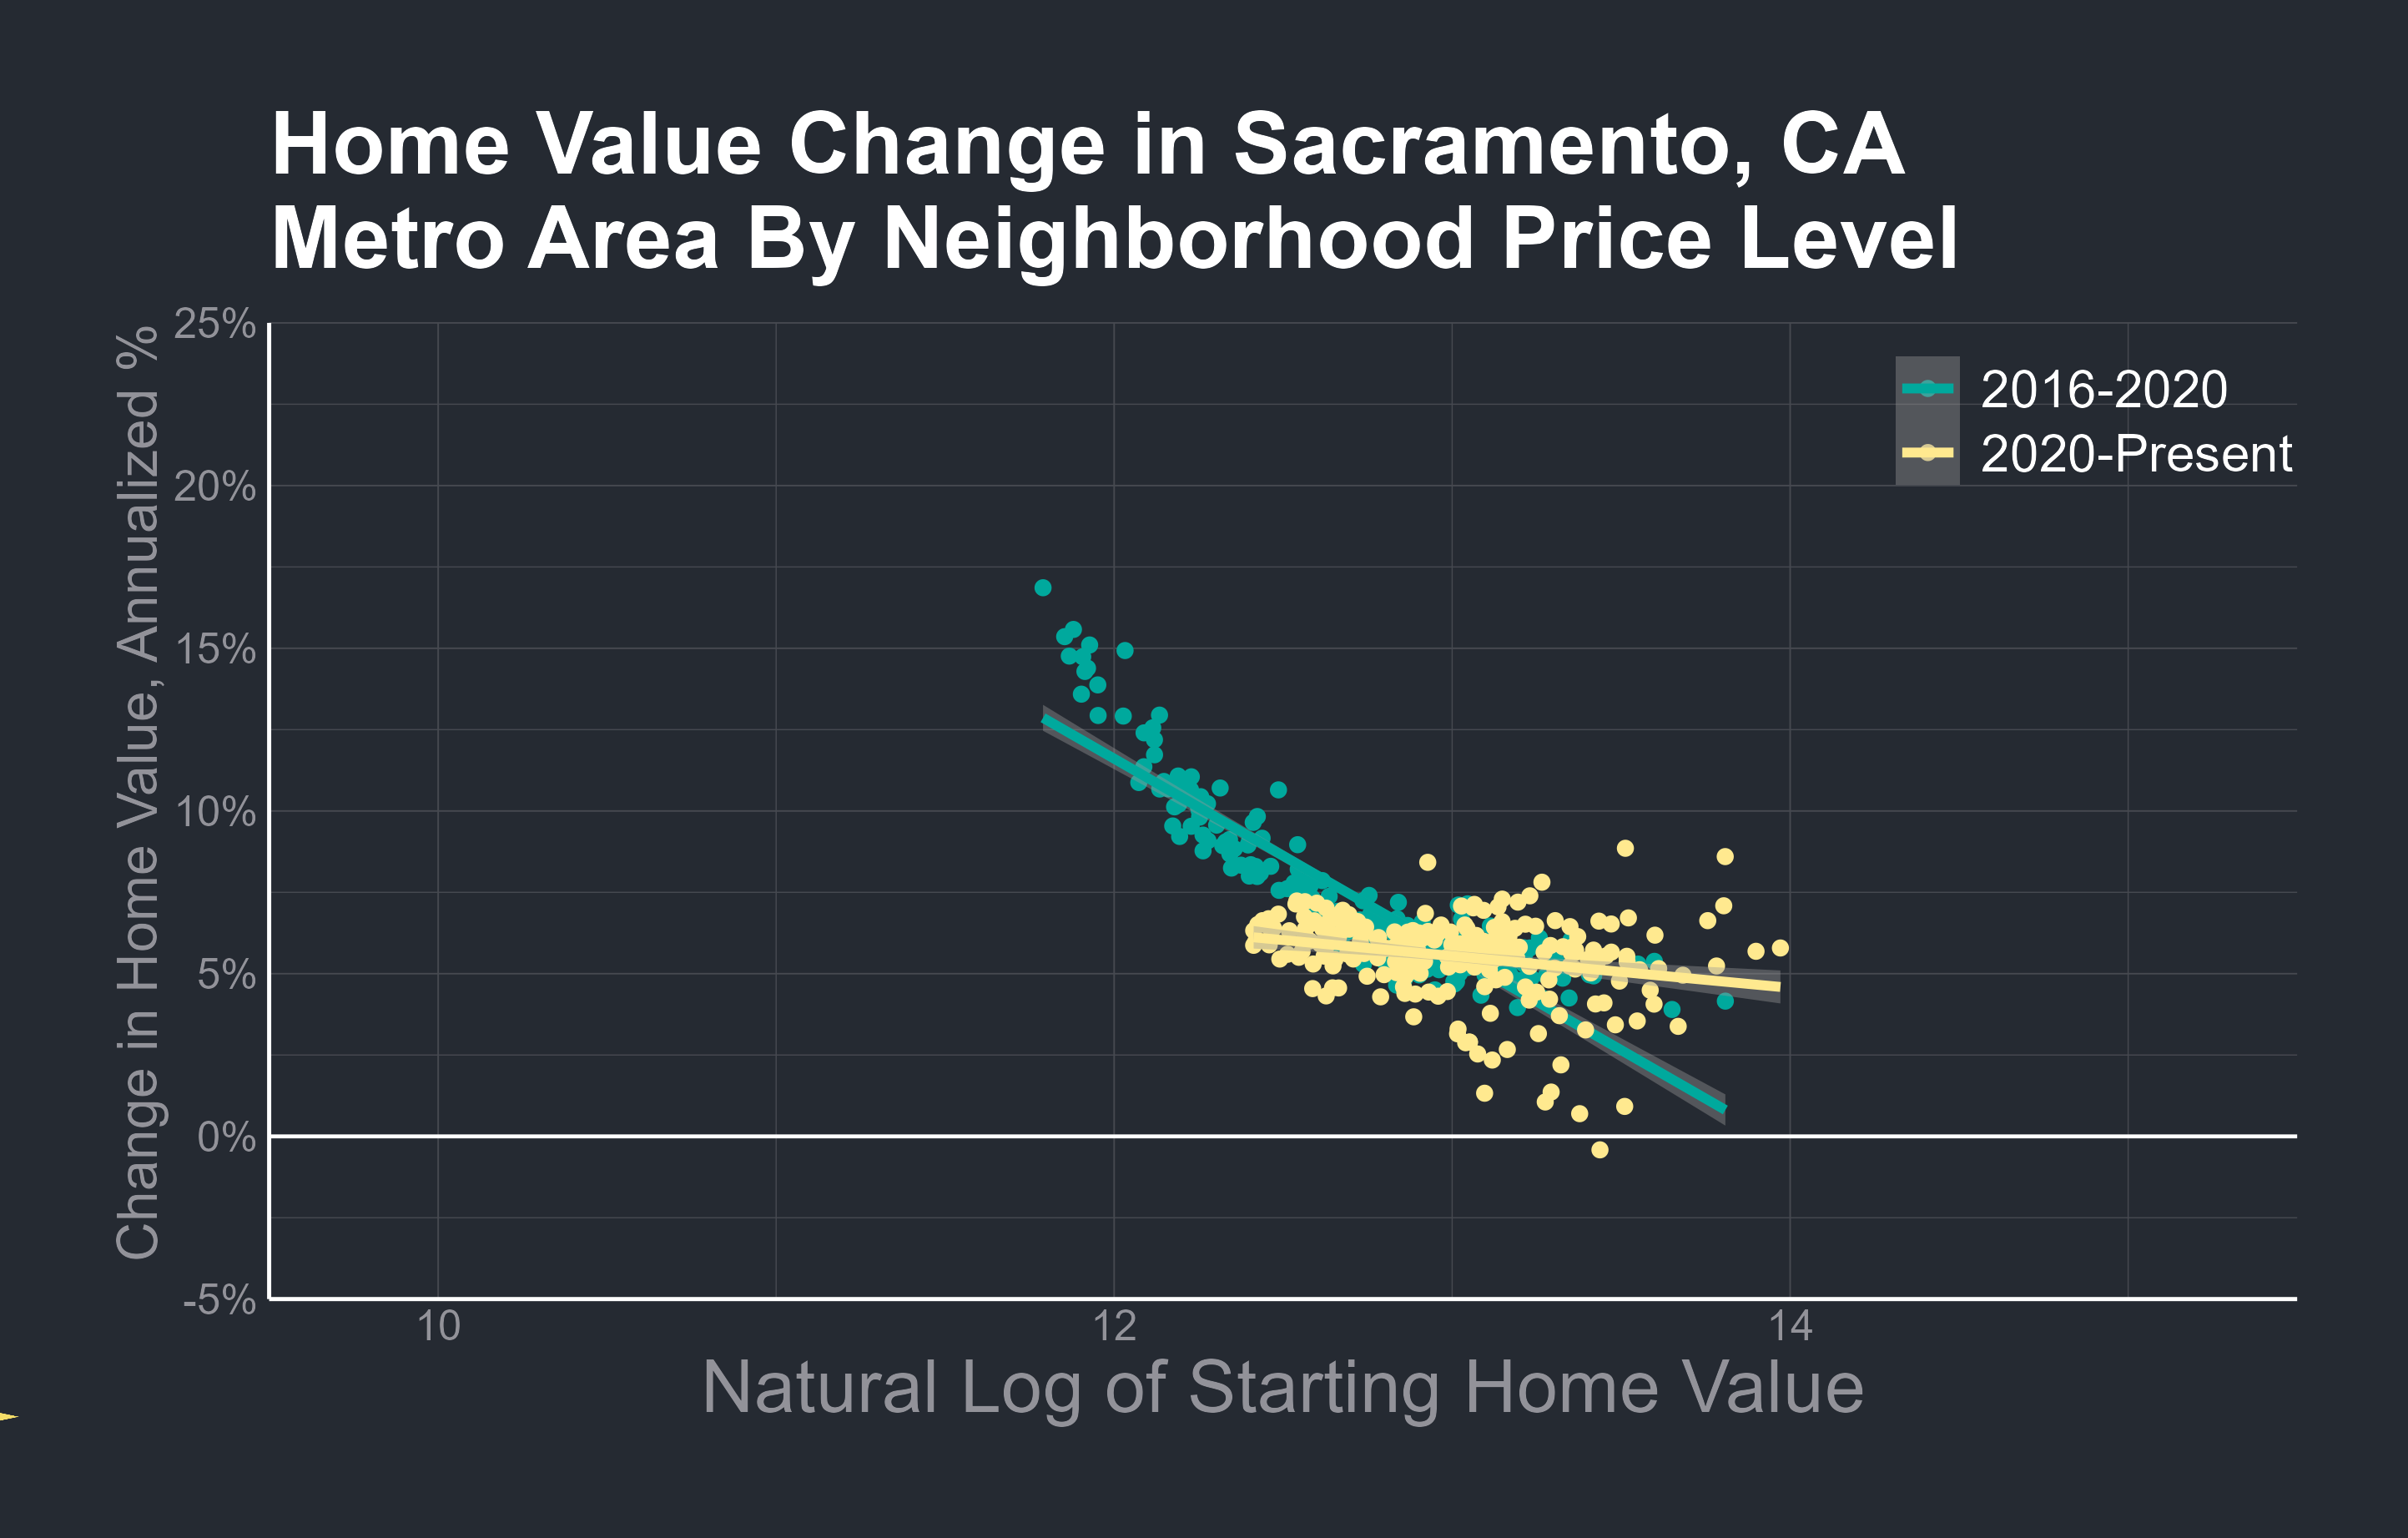 Home Value Change in Sacramento, CA
Metro Area By Neighborhood Price Level
Change in Home Value, Annualized %
25%
20%
15%
10%
5%
0%
-5%
2016-2020
2020-Present
10
12
14
Natural Log of Starting Home Value